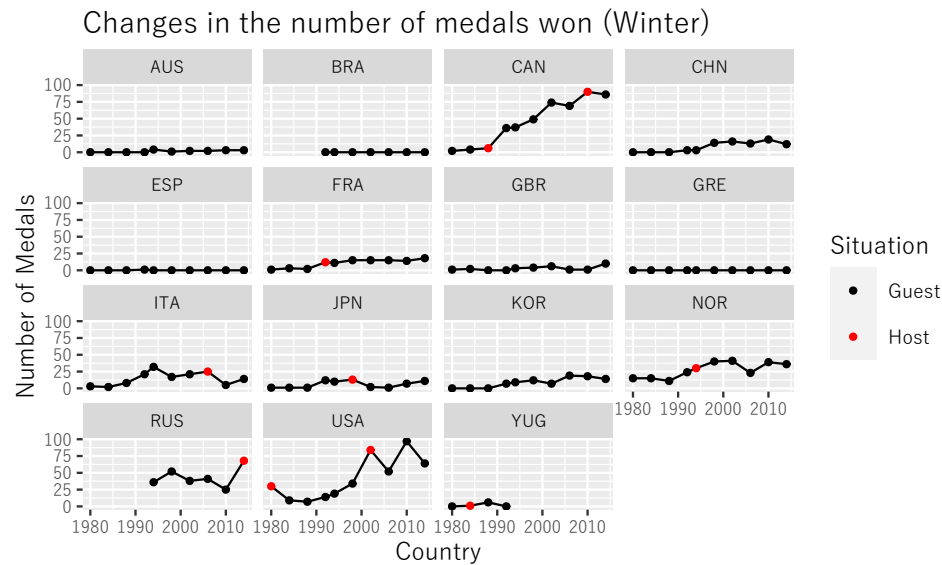 Changes in the number of medals won (Winter)
AUS BRA CAN CHN
100
75
50
25
0
ESP FRA GBR GRE
100
75
50
25
0
ITA JPN KOR NOR
100
75
50
25
0
1980 1990 2000 2010
RUS USA YUG
100
75
50
25
0
1980 1990 2000 2010 1980 1990 2000 2010 1980 1990 2000 2010
Country
Number of Medals
Situation
Guest
Host